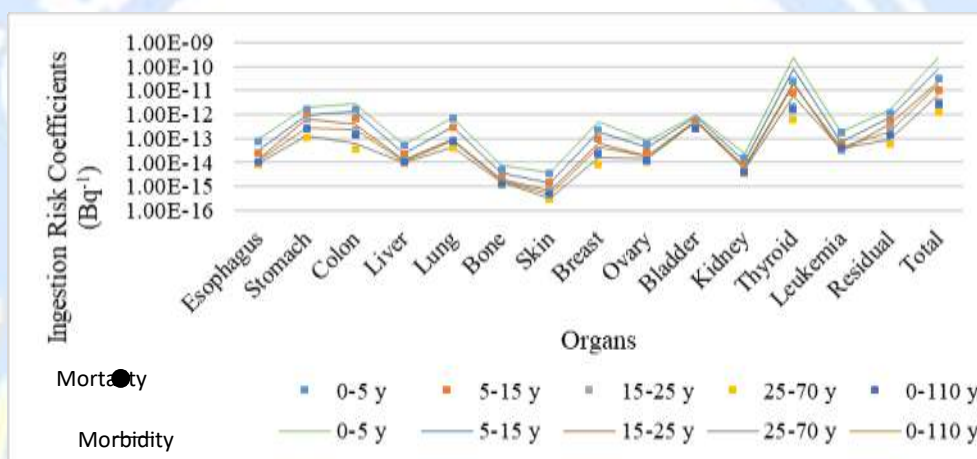 Ingestion Risk Coefficients
(Bq-1)
1.00E-09
1.00E-10
1.00E-11
1.00E-12
1.00E-13
1.00E-14
1.00E-15
1.00E-16
Esophagus
Stomach
Colon
Liver
Lung
Bone
Skin
Breast
Ovary
Bladder
Kidney
Thyroid
Leukemia
Residual
Total
Organs
Mortality
0-5 y 5-15 y 15-25 y 25-70 y 0-110 y
Morbidity
0-5 y 5-15 y 15-25 y 25-70 y 0-110 y